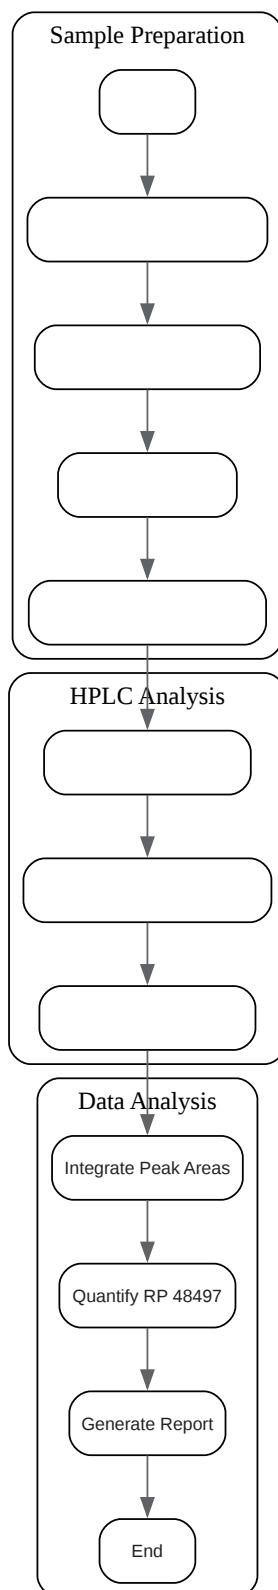 Sample Preparation
HPLC Analysis
Data Analysis
Integrate Peak Areas
Quantify RP 48497
Generate Report
End